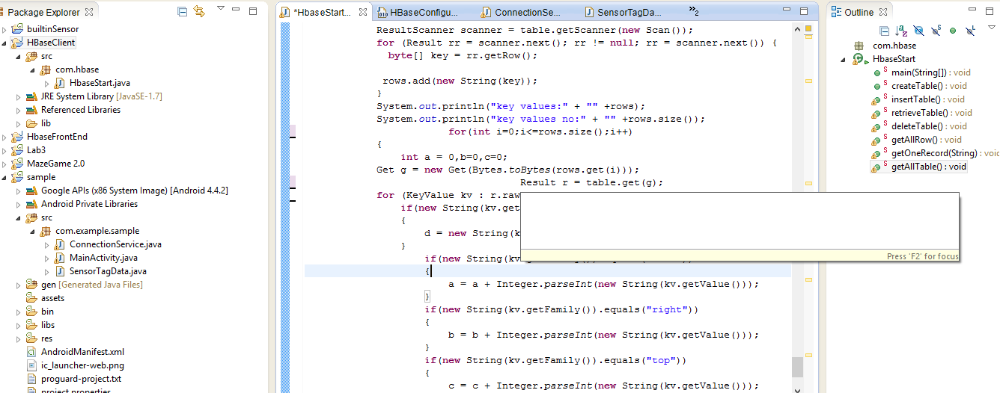 Package Explorer
builtinSensor
HBaseClient
src
com.hbase
HbaseStart.java
JRE System Library [JavaSE-1.7]
Referenced Libraries
lib
HbaseFrontEnd
Lab3
MazeGame 2.0
sample
Google APIs (x86 System Image) [Android 4.4.2]
Android Private Libraries
src
com.example.sample
ConnectionService.java
MainActivity.java
SensorTagData.java
gen [Generated Java Files]
assets
bin
libs
res
AndroidManifest.xml
ic_launcher-web.png
proguard-project.txt
project.properties
*HbaseStart... HBaseConfigu... ConnectionSe... SensorTagDa... »2
ResultScanner scanner = table.getScanner(new Scan());
for (Result rr = scanner.next(); rr != null; rr = scanner.next()) {
byte[] key = rr.getRow();
rows.add(new String(key));
}
System.out.println("key values:" + "" +rows);
System.out.println("key values no:" + "" +rows.size());
for(int i=0;i<=rows.size();i++)
{
int a = 0,b=0,c=0;
Get g = new Get(Bytes.toBytes(rows.get(i)));
Result r = table.get(g);
for (KeyValue kv : r.raw
if(new String(kv.get
{
d = new String(k
}
if(new String(kv.
{
a = a + Integer.parseInt(new String(kv.getValue()));
}
if(new String(kv.getFamily()).equals("right"))
{
b = b + Integer.parseInt(new String(kv.getValue()));
}
if(new String(kv.getFamily()).equals("top"))
{
c = c + Integer.parseInt(new String(kv.getValue()));
Press 'F2' for focus
Outline
com.hbase
HbaseStart
main(String[]) : void
createTable() : void
insertTable() : void
retrieveTable() : void
deleteTable() : void
getAllRow() : void
getOneRecord(String) : void
getAllTable() : void